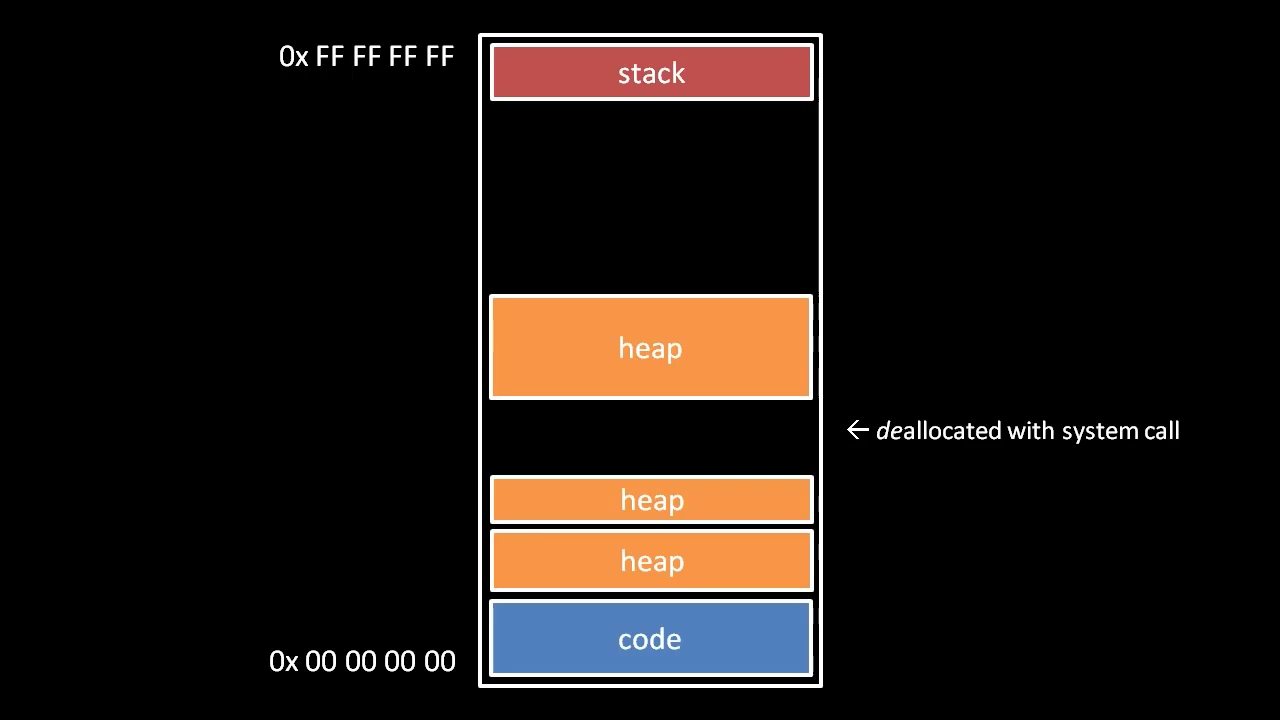 0x FF FF FF FF
stack
heap
← deallocated with system call
heap
heap
code
0x 00 00 00 00